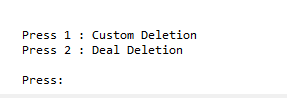 Press 1 : Custom Deletion
Press 2 : Deal Deletion
Press: